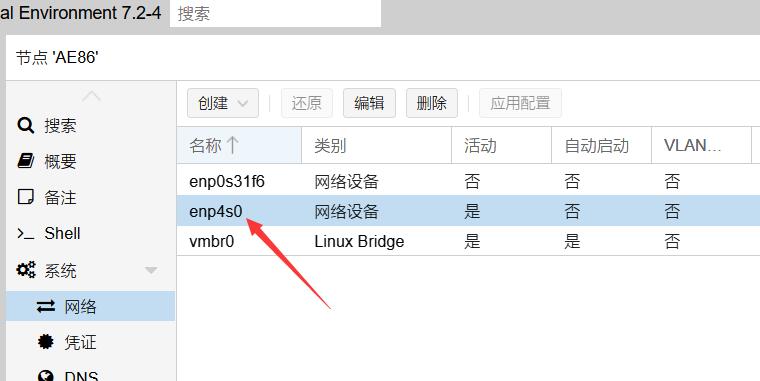 al Environment 7.2-4 搜索
节点 'AE86'
搜索
概要
备注
Shell
系统
网络
凭证
DNS
创建 还原 编辑 删除 应用配置
名称 类别 活动 自动启动 VLAN...
enp0s31f6 网络设备 否 否 否
enp4s0 网络设备 是 否 否
vmbr0 Linux Bridge 是 是 否